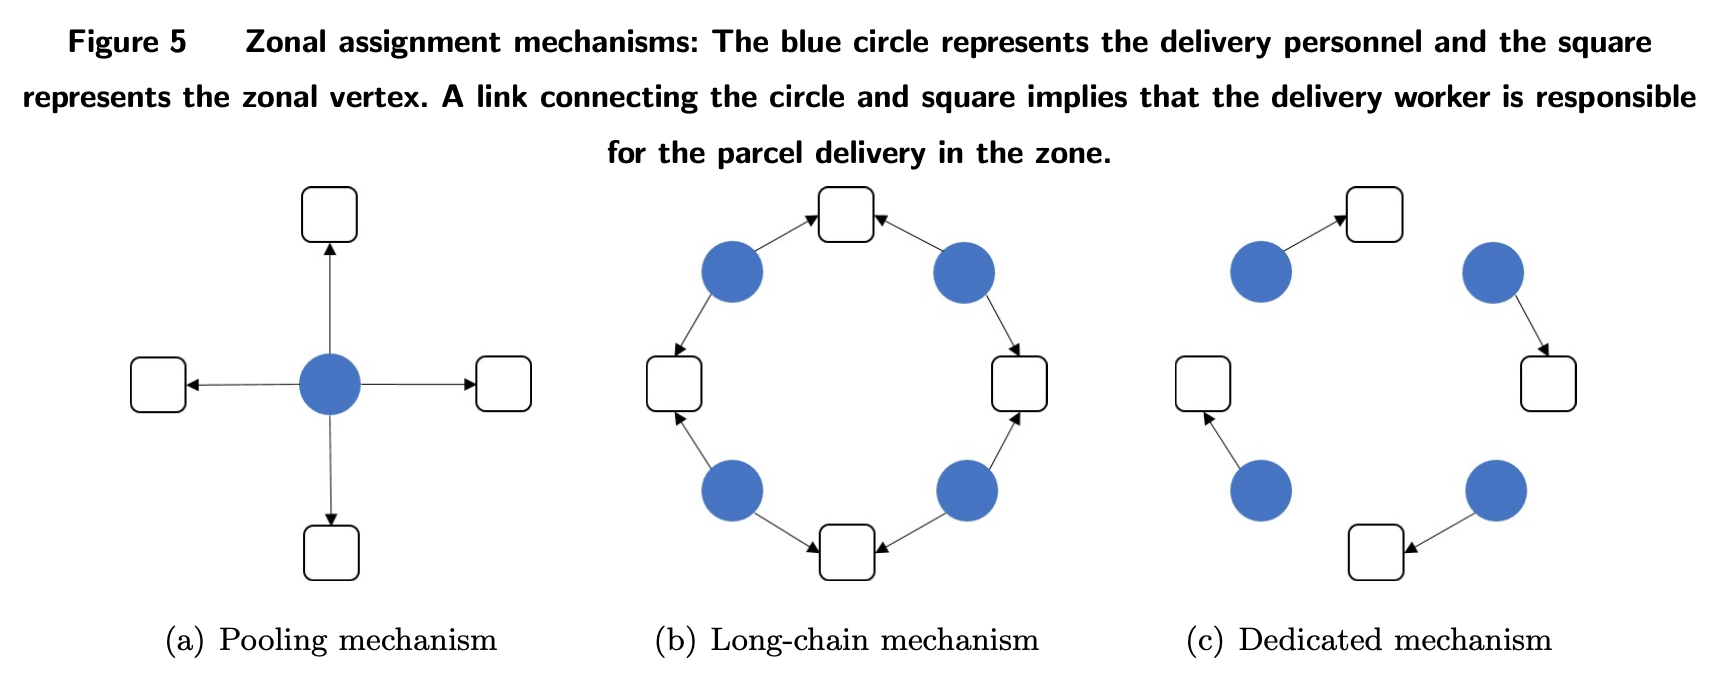 Figure 5 Zonal assignment mechanisms: The blue circle represents the delivery personnel and the square
represents the zonal vertex. A link connecting the circle and square implies that the delivery worker is responsible
for the parcel delivery in the zone.
(a) Pooling mechanism
(b) Long-chain mechanism
(c) Dedicated mechanism